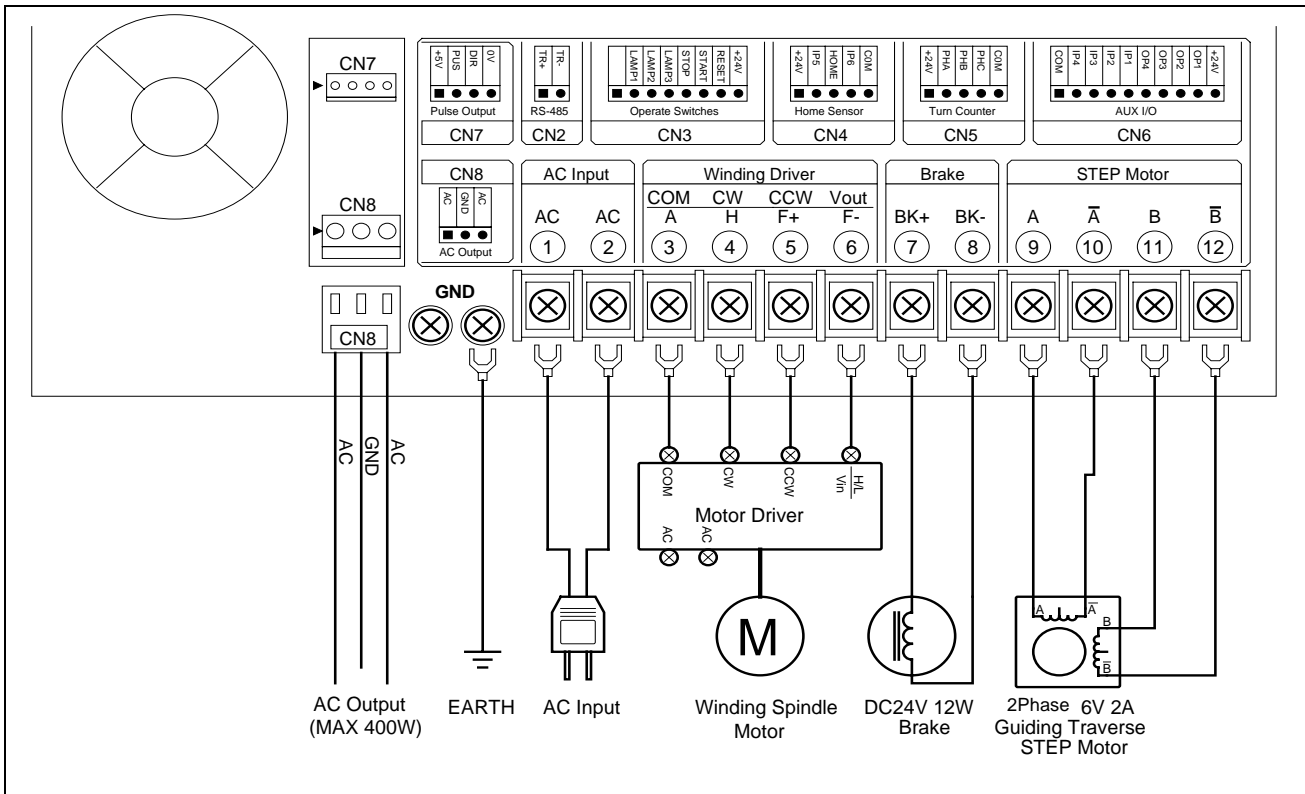 CN7
CN8
+5V
PUS
DIR
0V
Pulse Output
CN7
TR+
TR-
RS-485
CN2
LAMP1
LAMP2
LAMP3
STOP
START
RESET
+24V
Operate Switches
CN3
+24V
IP5
HOME
IP6
COM
Home Sensor
CN4
+24V
PHA
PHB
PHC
COM
Turn Counter
CN5
COM
IP4
IP3
IP2
IP1
OP4
OP3
OP2
OP1
+24V
AUX I/O
CN6
CN8
AC
GND
AC
AC Output
AC Input
AC AC
1 2
Winding Driver
COM CW CCW Vout
A H F+ F-
3 4 5 6
Brake
BK+ BK-
7 8
STEP Motor
A A̅ B B̅
9 10 11 12
GND
CN8
AC
GND
AC
COM
CW
CCW
H/L
Vin
Motor Driver
AC
AC
M
A A̅
B
B̅
AC Output
(MAX 400W)
EARTH
AC Input
Winding Spindle
Motor
DC24V 12W
Brake
2Phase 6V 2A
Guiding Traverse
STEP Motor